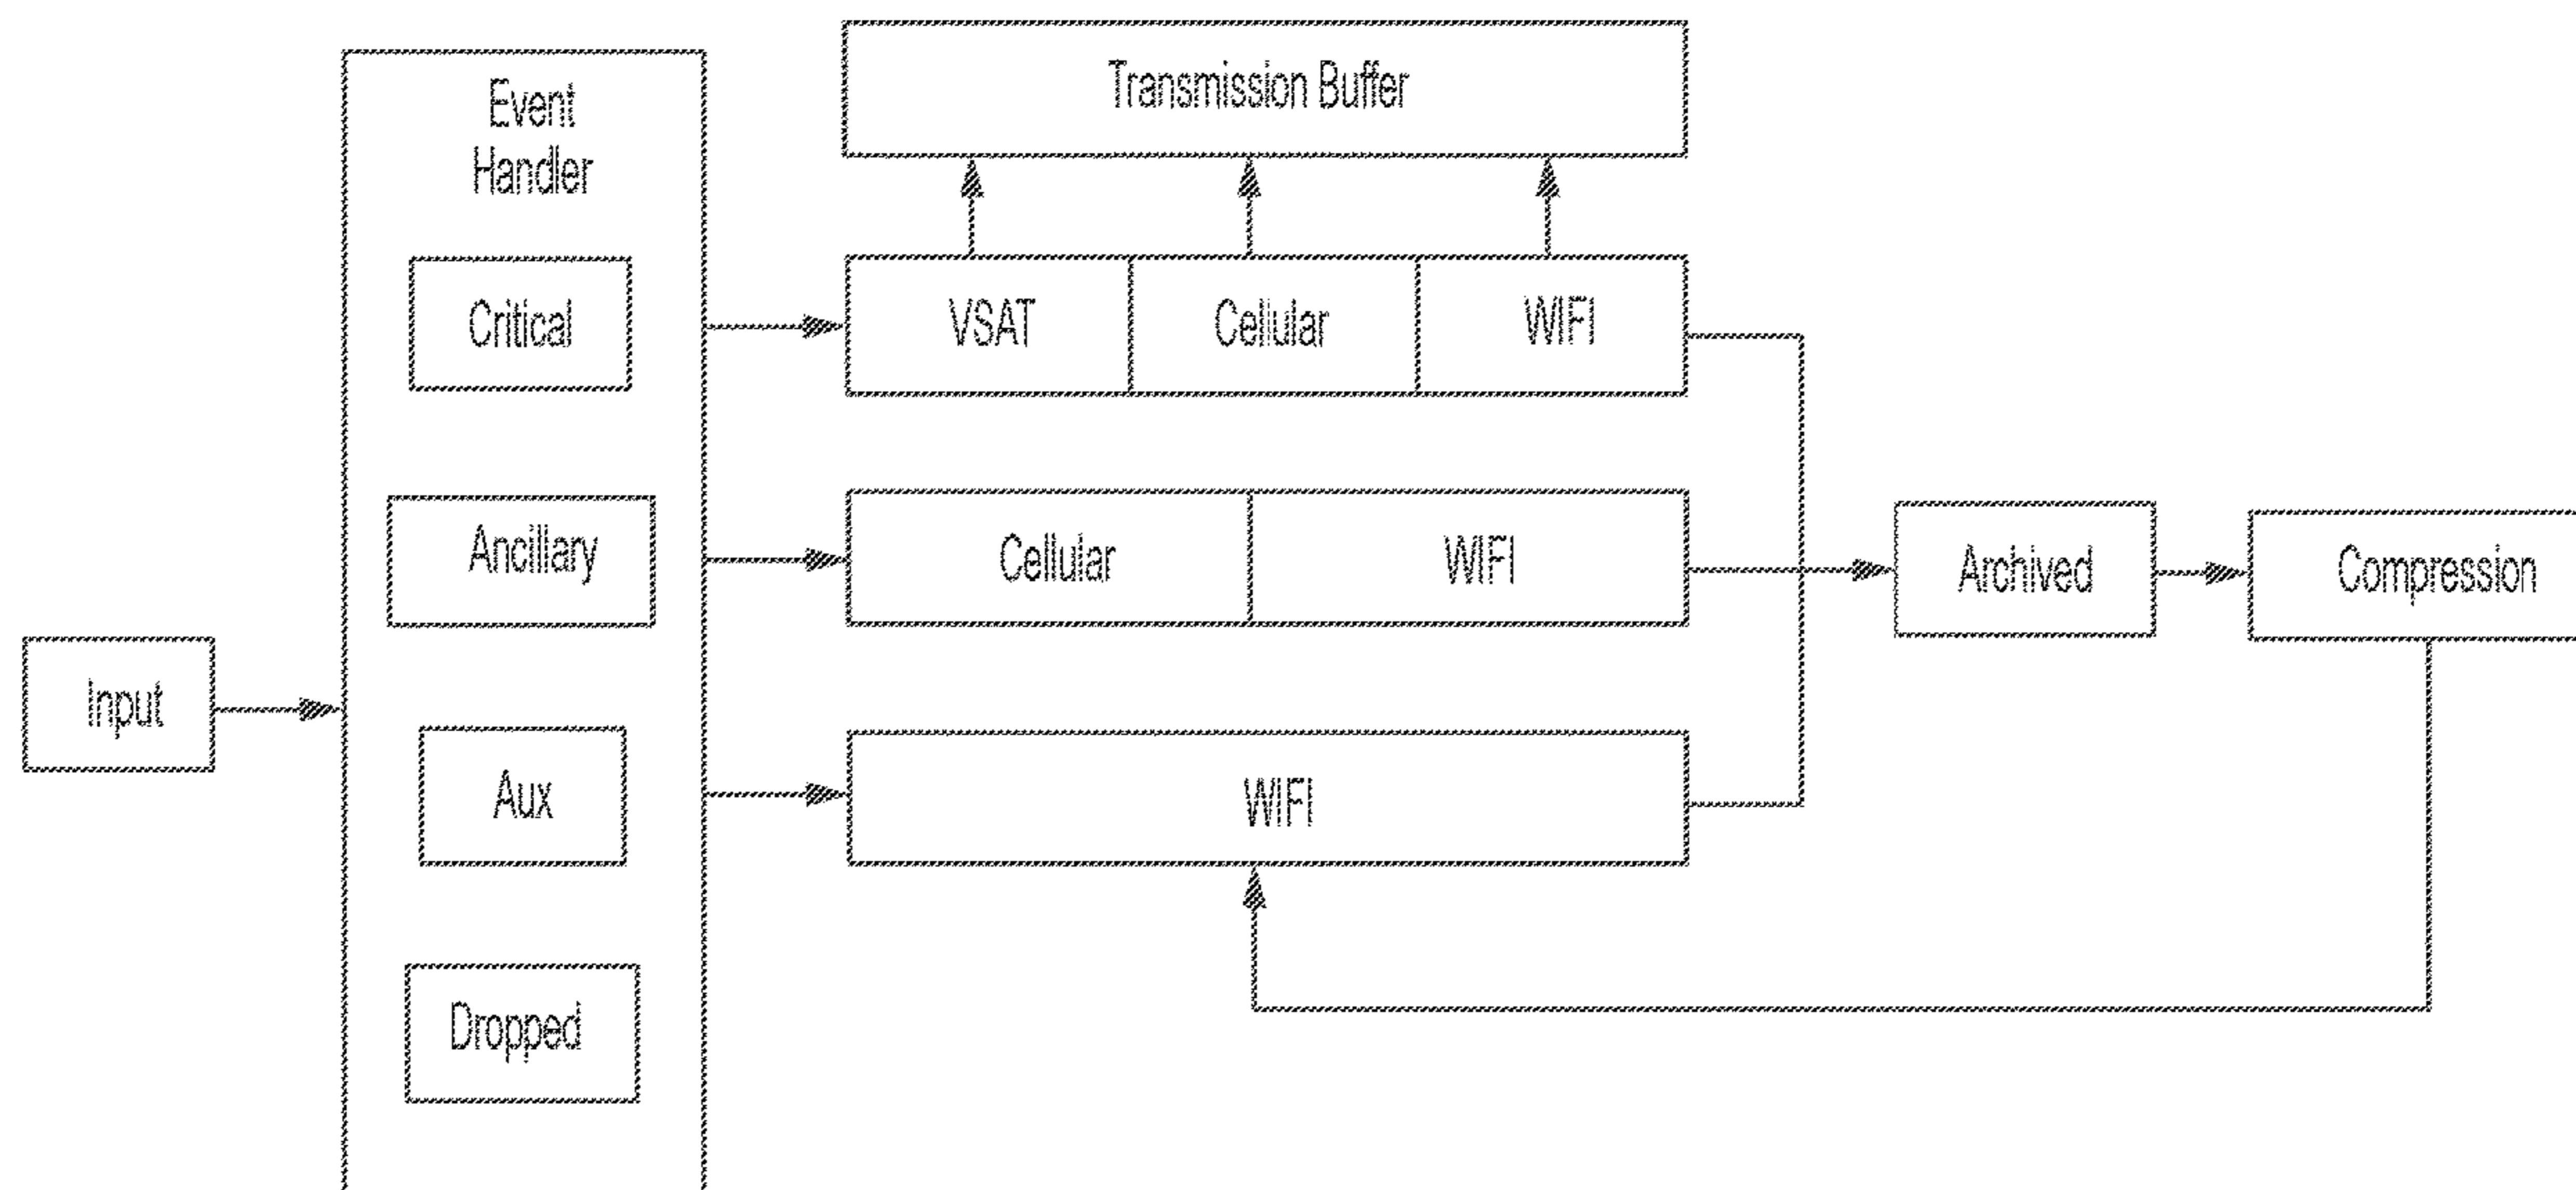 Transmission Buffer
Event
Handler
Critical
VSAT
Cellular
WIFI
Ancillary
Cellular
WIFI
Archived
Compression
Input
Aux
WIFI
Dropped